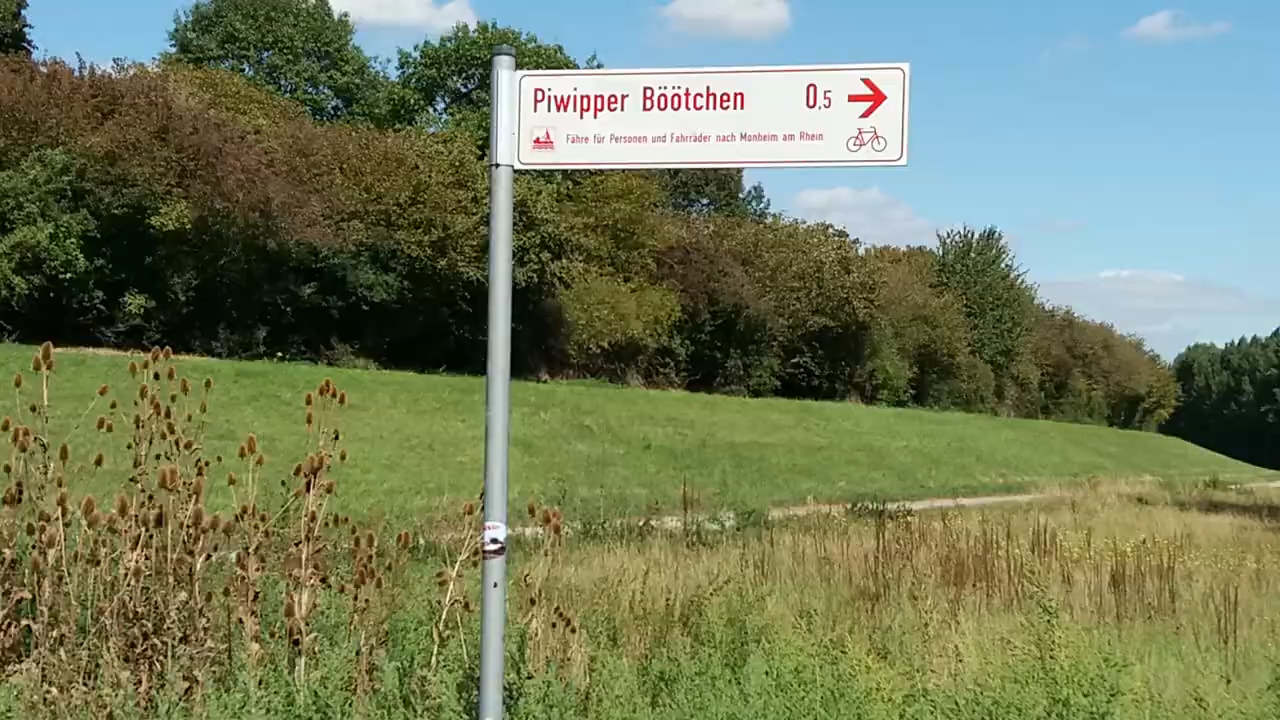 Piwipper Böötchen 0,5
Fähre für Personen und Fahrräder nach Monheim am Rhein